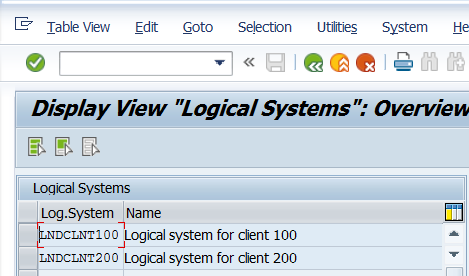 Table View Edit Goto Selection Utilities System He
Display View "Logical Systems": Overview
Logical Systems
Log.System Name
LNDCLNT100 Logical system for client 100
LNDCLNT200 Logical system for client 200